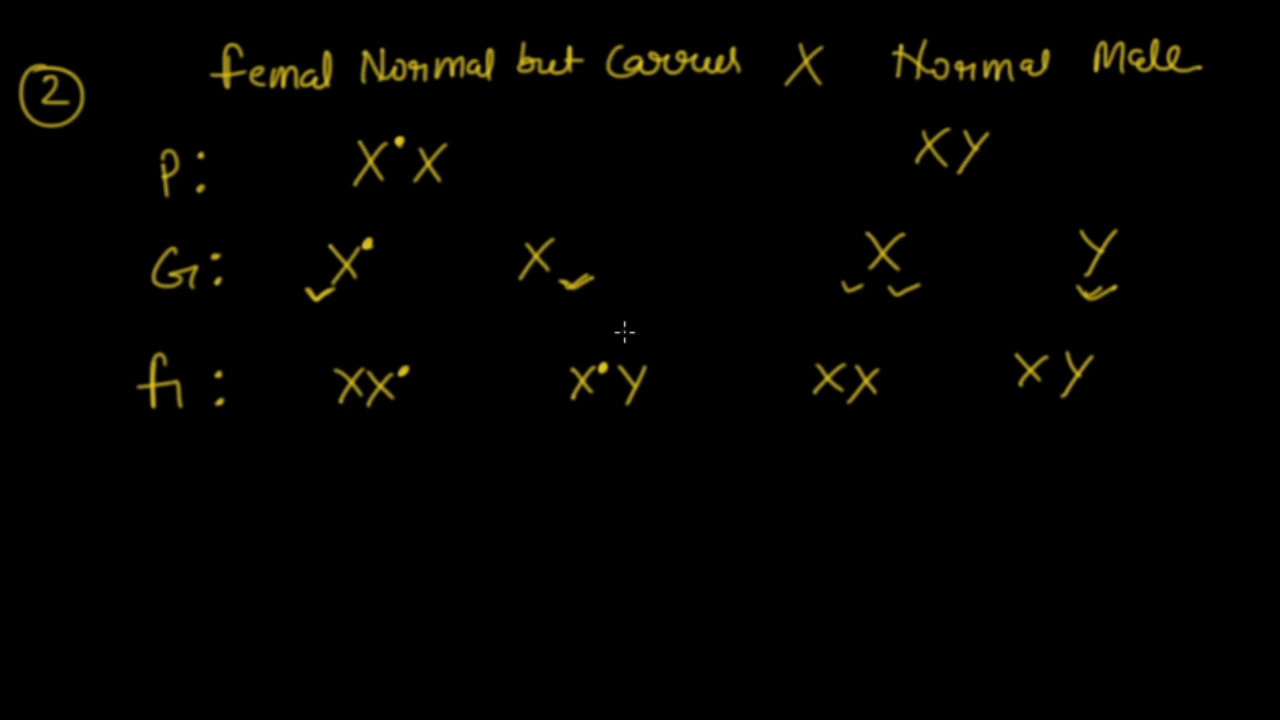 ② femal Normal but Carrier X Normal Male
P: X•X XY
G: X• X X Y
f1: XX• X•Y XX XY